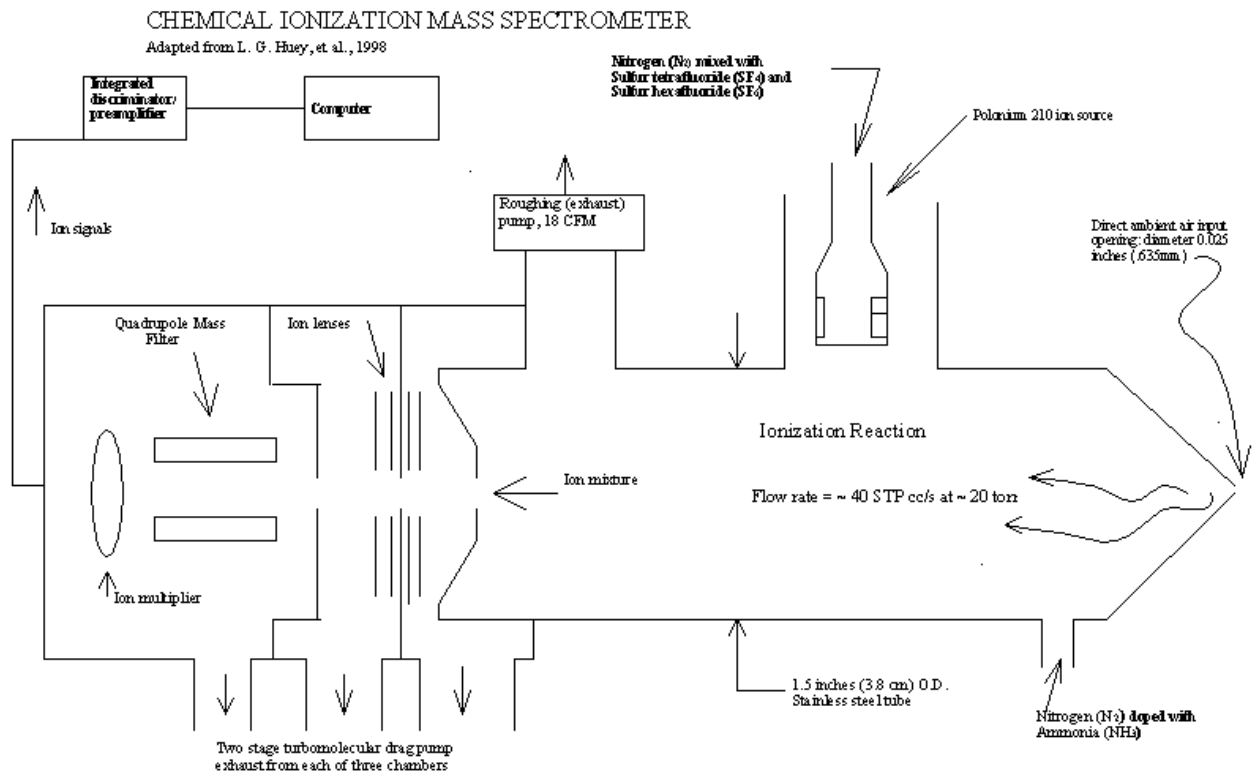 CHEMICAL IONIZATION MASS SPECTROMETER
Adapted from L. G. Huey, et al., 1998
Integrated
discriminator/
preamplifier
Computer
Nitrogen (N₂) mixed with
Sulfur tetrafluoride (SF₄) and
Sulfur hexafluoride (SF₆)
Polonium 210 ion source
Roughing (exhaust)
pump, 18 CFM
Ion signals
Direct ambient air input
opening: diameter 0.025
inches (.635mm)
Quadrupole Mass
Filter
Ion lenses
Ionization Reaction
Ion mixture
Flow rate = ~ 40 STP cc/s at ~ 20 torr
Ion multiplier
1.5 inches (3.8 cm) O.D.
Stainless steel tube
Nitrogen (N₂) doped with
Ammonia (NH₃)
Two stage turbomolecular drag pump
exhaust from each of three chambers